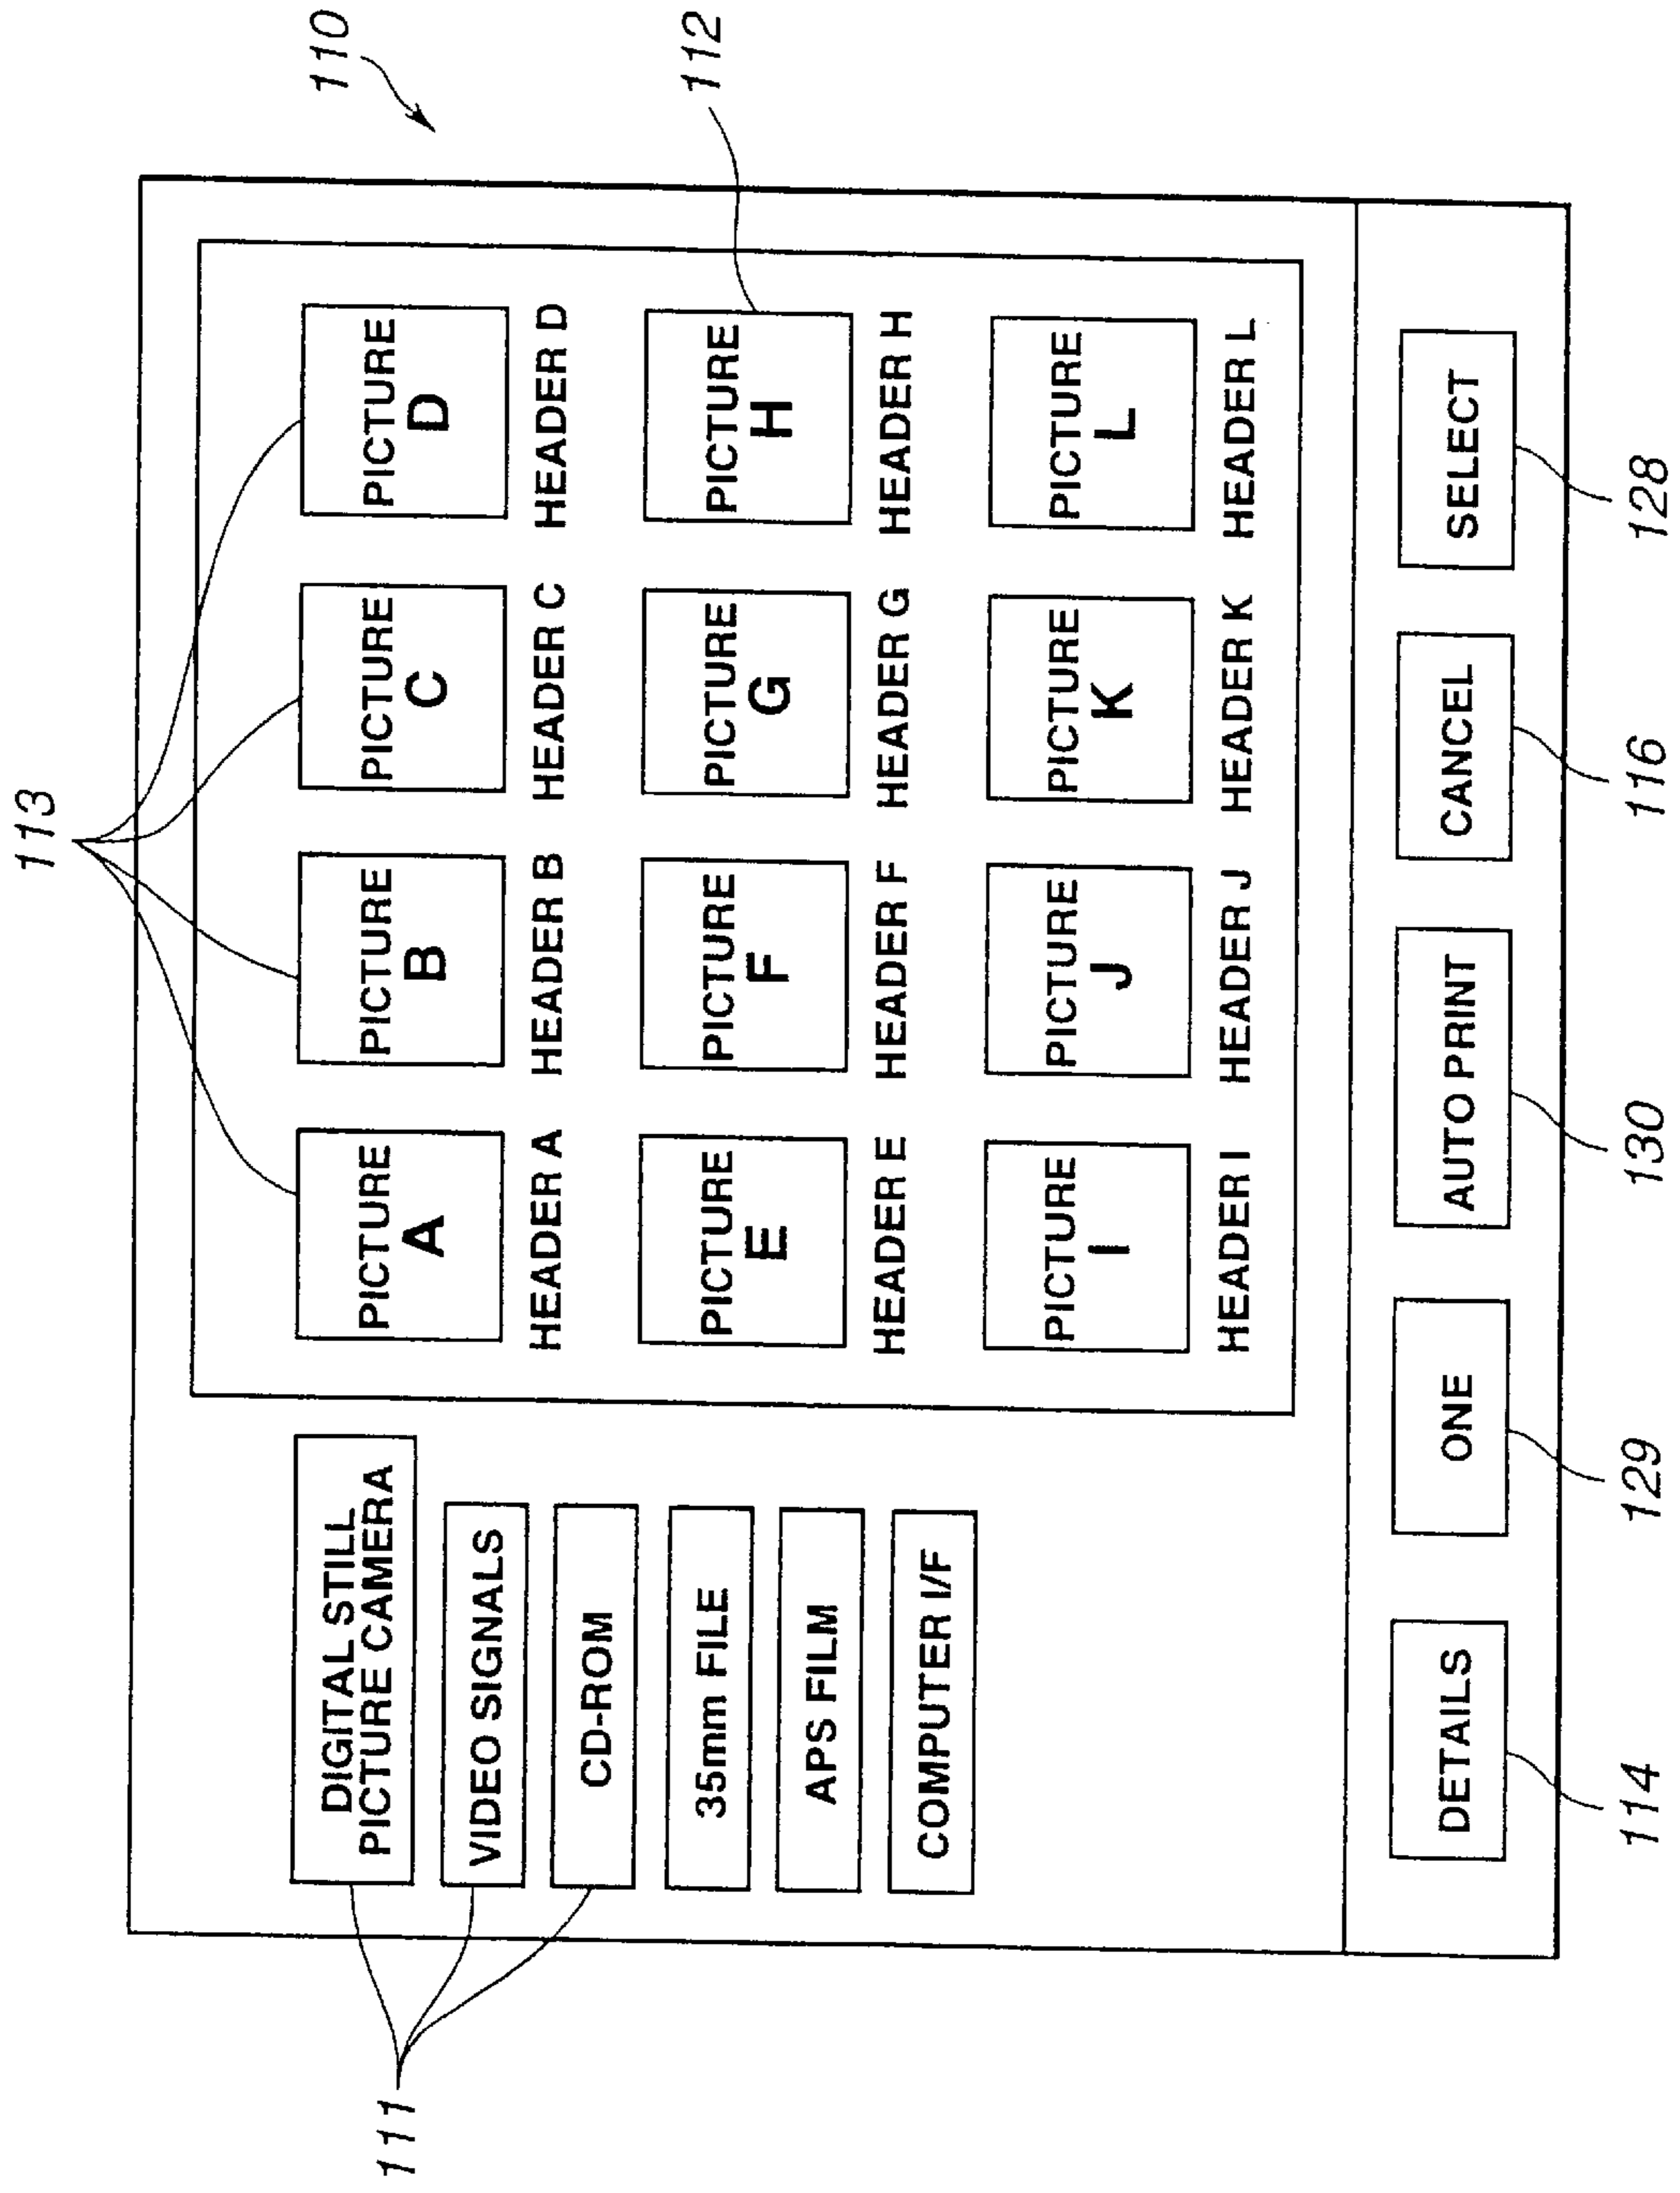 113
110
112
111
DIGITAL STILL
PICTURE CAMERA
VIDEO SIGNALS
CD-ROM
35mm FILE
APS FILM
COMPUTER I/F
PICTURE
A
PICTURE
B
PICTURE
C
PICTURE
D
HEADER A
HEADER B
HEADER C
HEADER D
PICTURE
E
PICTURE
F
PICTURE
G
PICTURE
H
HEADER E
HEADER F
HEADER G
HEADER H
PICTURE
I
PICTURE
J
PICTURE
K
PICTURE
L
HEADER I
HEADER J
HEADER K
HEADER L
DETAILS
ONE
AUTO PRINT
CANCEL
SELECT
114
129
130
116
128